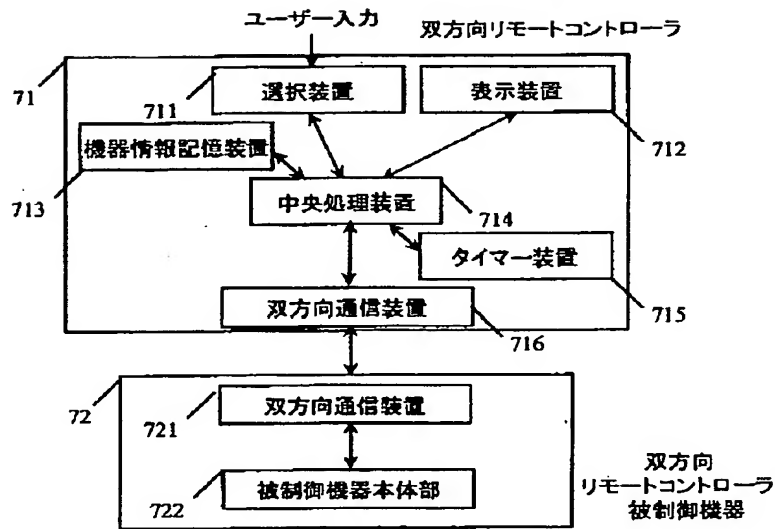 ユーザー入力
双方向リモートコントローラ
71
選択装置
711
表示装置
712
機器情報記憶装置
713
中央処理装置
714
タイマー装置
715
双方向通信装置
716
72
双方向通信装置
721
被制御機器本体部
722
双方向
リモートコントローラ
被制御機器